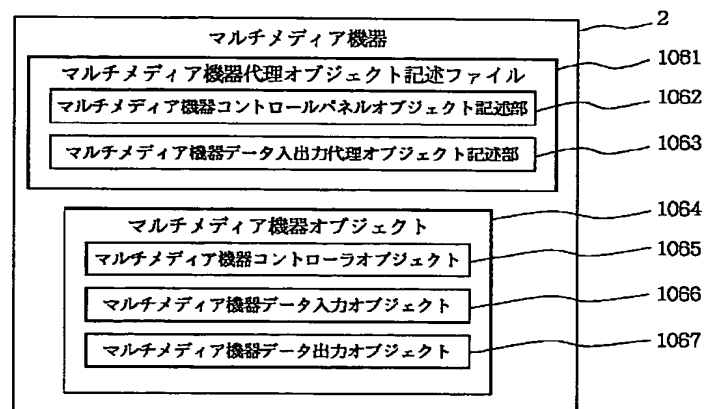 マルチメディア機器
2
マルチメディア機器代理オブジェクト記述ファイル
1061
マルチメディア機器コントロールパネルオブジェクト記述部
1062
マルチメディア機器データ入出力代理オブジェクト記述部
1063
マルチメディア機器オブジェクト
1064
マルチメディア機器コントローラオブジェクト
1065
マルチメディア機器データ入力オブジェクト
1066
マルチメディア機器データ出力オブジェクト
1067